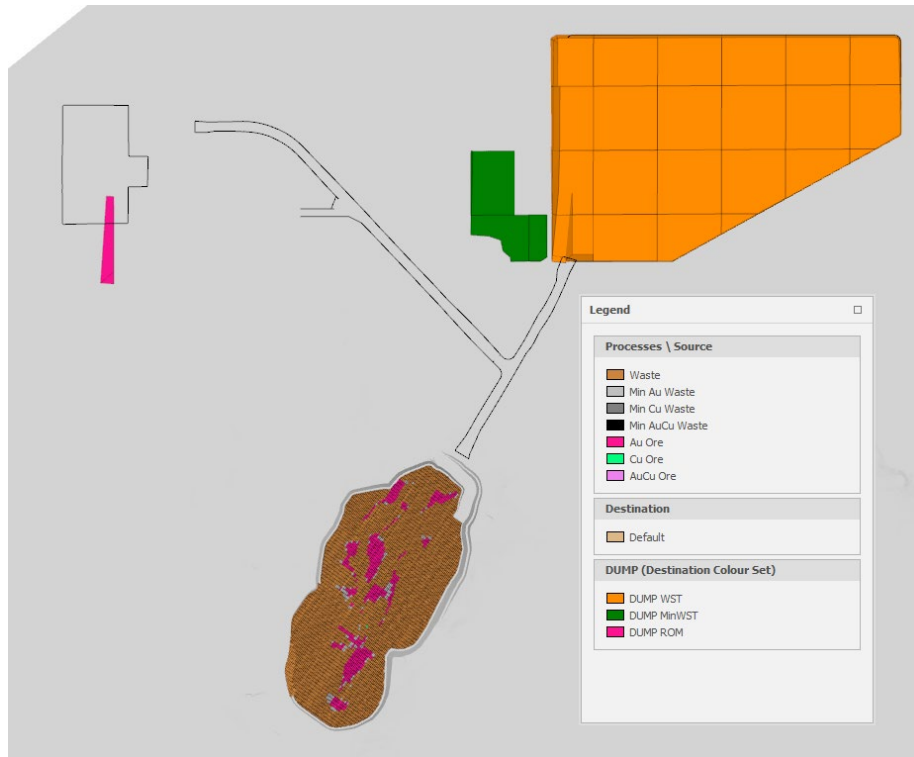 Legend
Processes \ Source
Waste
Min Au Waste
Min Cu Waste
Min AuCu Waste
Au Ore
Cu Ore
AuCu Ore
Destination
Default
DUMP (Destination Colour Set)
DUMP WST
DUMP MinWST
DUMP ROM